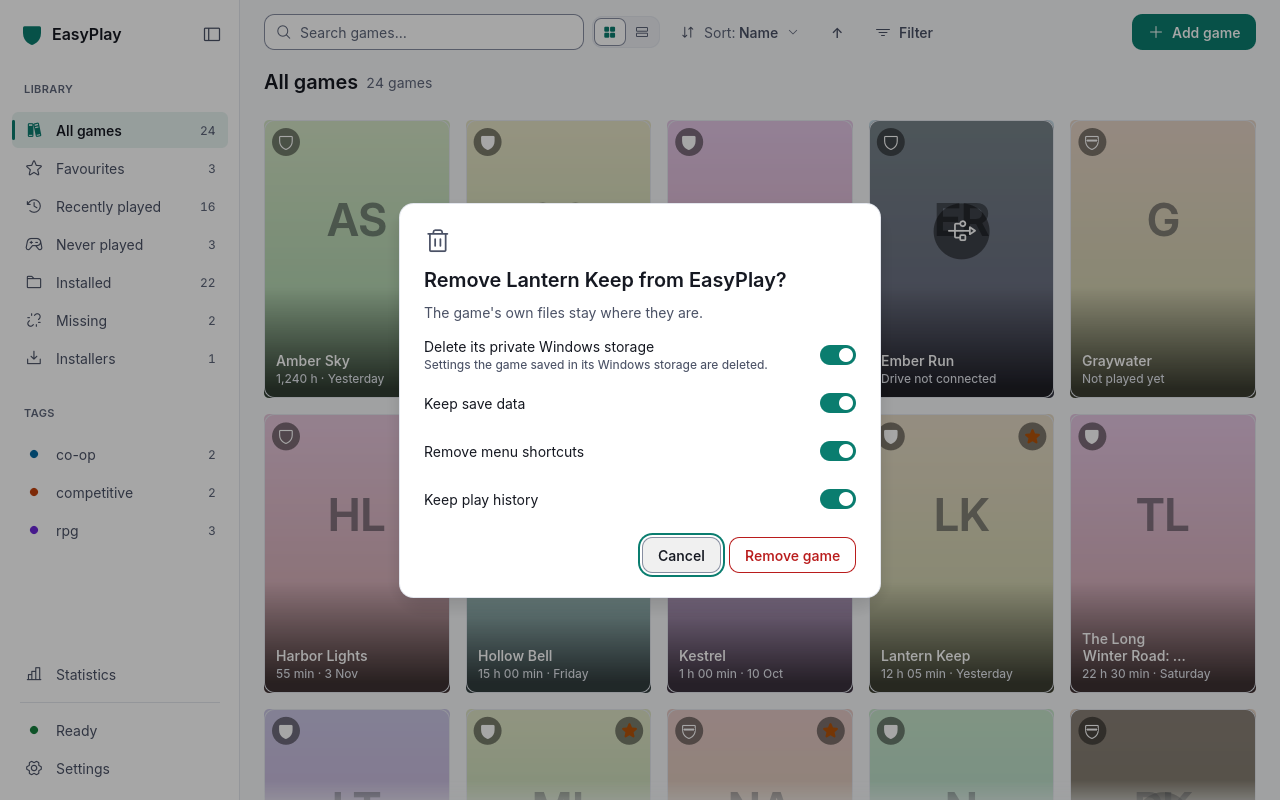 EasyPlay
Search games...
Sort: Name
Filter
Add game
All games 24 games
LIBRARY
All games 24
Favourites 3
Recently played 16
Never played 3
Installed 22
Missing 2
Installers 1
TAGS
co-op 2
competitive 2
rpg 3
Statistics
Ready
Settings
AS
Amber Sky
1,240 h · Yesterday
ER
Ember Run
Drive not connected
G
Graywater
Not played yet
Remove Lantern Keep from EasyPlay?
The game's own files stay where they are.
Delete its private Windows storage
Settings the game saved in its Windows storage are deleted.
Keep save data
Remove menu shortcuts
Keep play history
Cancel
Remove game
HL
Harbor Lights
55 min · 3 Nov
Hollow Bell
15 h 00 min · Friday
Kestrel
1 h 00 min · 10 Oct
LK
Lantern Keep
12 h 05 min · Yesterday
TL
The Long
Winter Road: ...
22 h 30 min · Saturday
LT
NA
N